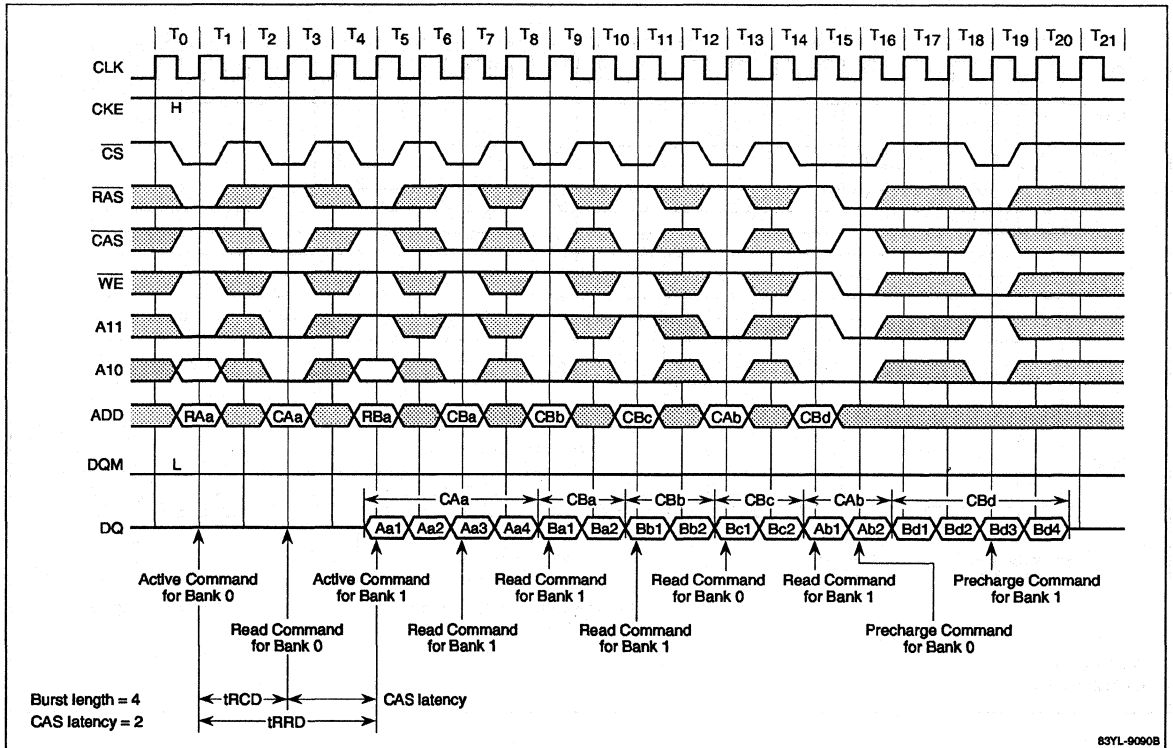 T0 T1 T2 T3 T4 T5 T6 T7 T8 T9 T10 T11 T12 T13 T14 T15 T16 T17 T18 T19 T20 T21
CLK
CKE H
CS
RAS
CAS
WE
A11
A10
ADD RAa CAa RBa CBa CBb CBc CAb CBd
DQM L
CAa CBa CBb CBc CAb CBd
DQ Aa1 Aa2 Aa3 Aa4 Ba1 Ba2 Bb1 Bb2 Bc1 Bc2 Ab1 Ab2 Bd1 Bd2 Bd3 Bd4
Active Command for Bank 0
Active Command for Bank 1
Read Command for Bank 1
Read Command for Bank 0
Read Command for Bank 1
Precharge Command for Bank 1
Read Command for Bank 0
Read Command for Bank 1
Read Command for Bank 1
Precharge Command for Bank 0
Burst length = 4 tRCD CAS latency
CAS latency = 2 tRRD
83YL-9090B